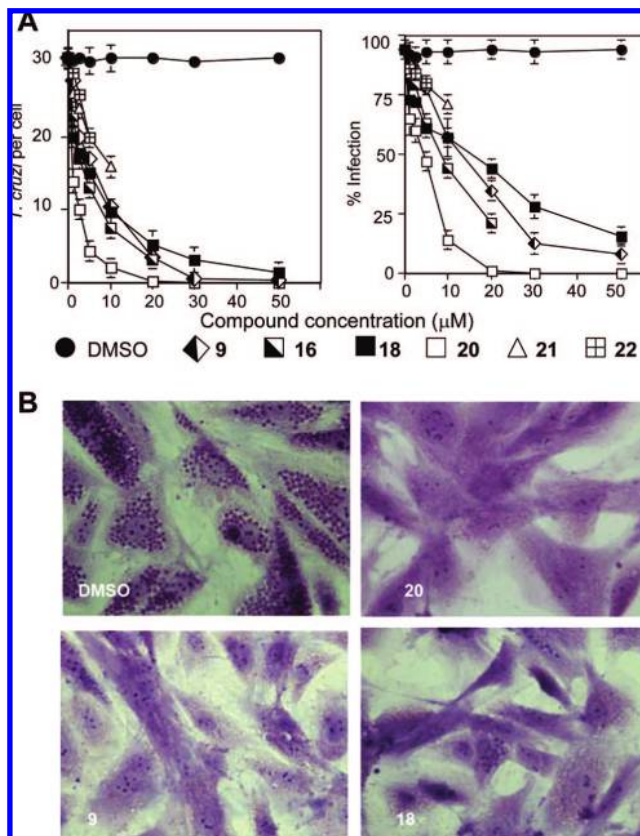 A
30
20
10
0
T. cruzi per cell
0 10 20 30 40 50
100
75
50
25
0
% Infection
0 10 20 30 40 50
Compound concentration (μM)
DMSO 9 16 18 20 21 22
B
DMSO
20
9
18